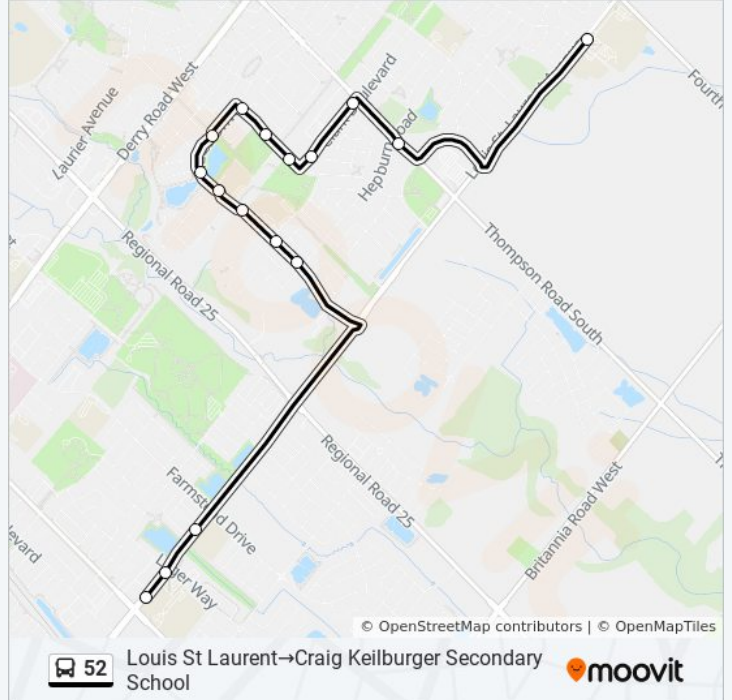 Fourth
Laurier Avenue
Derry Road West
Hepburn Road
Thompson Road South
Regional Road 25
Regional Road 25
Farmstead Drive
Way
Britannia Road West
© OpenStreetMap contributors | © OpenMapTiles
52
Louis St Laurent→Craig Keilburger Secondary
School
moovit